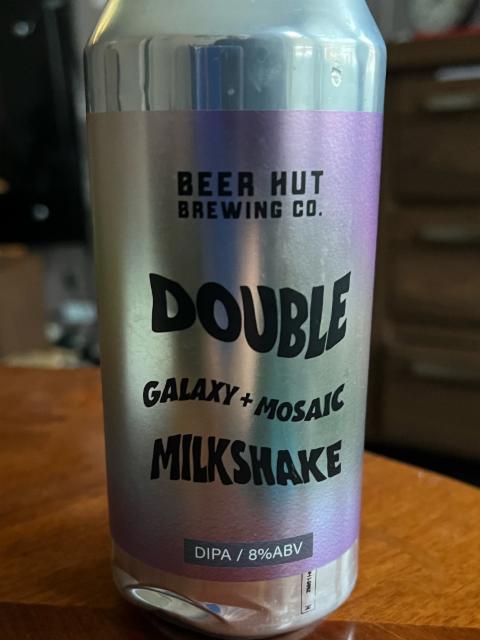 BEER HUT
BREWING CO.
DOUBLE
GALAXY + MOSAIC
MILKSHAKE
DIPA / 8%ABV